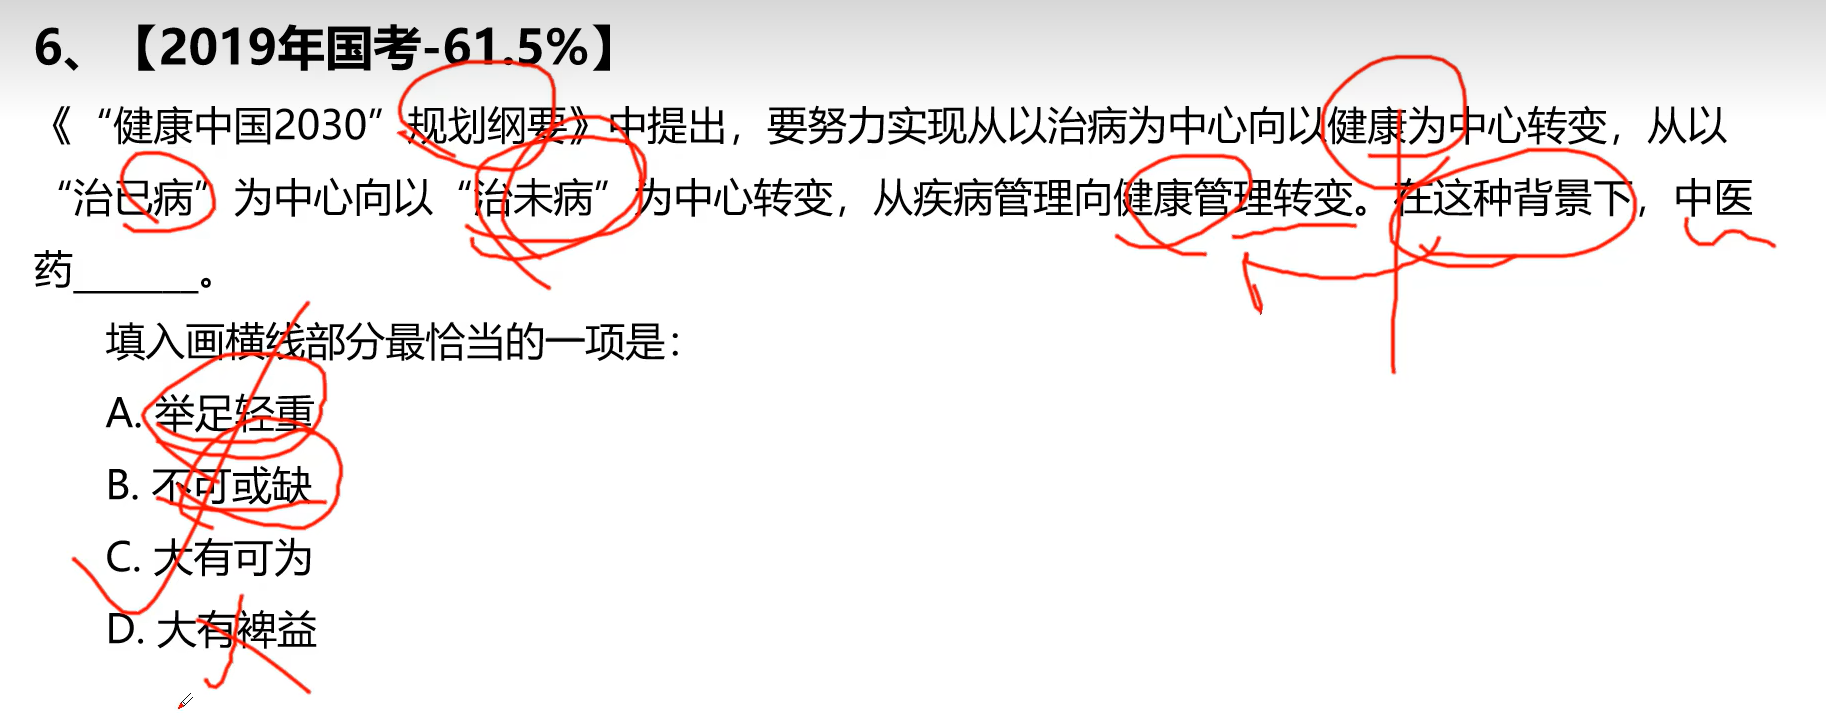 6、【2019年国考-61.5%】
《“健康中国2030”规划纲要》中提出，要努力实现从以治病为中心向以健康为中心转变，从以
“治已病”为中心向以“治未病”为中心转变，从疾病管理向健康管理转变。在这种背景下，中医
药______。
填入画横线部分最恰当的一项是：
A. 举足轻重
B. 不可或缺
C. 大有可为
D. 大有裨益